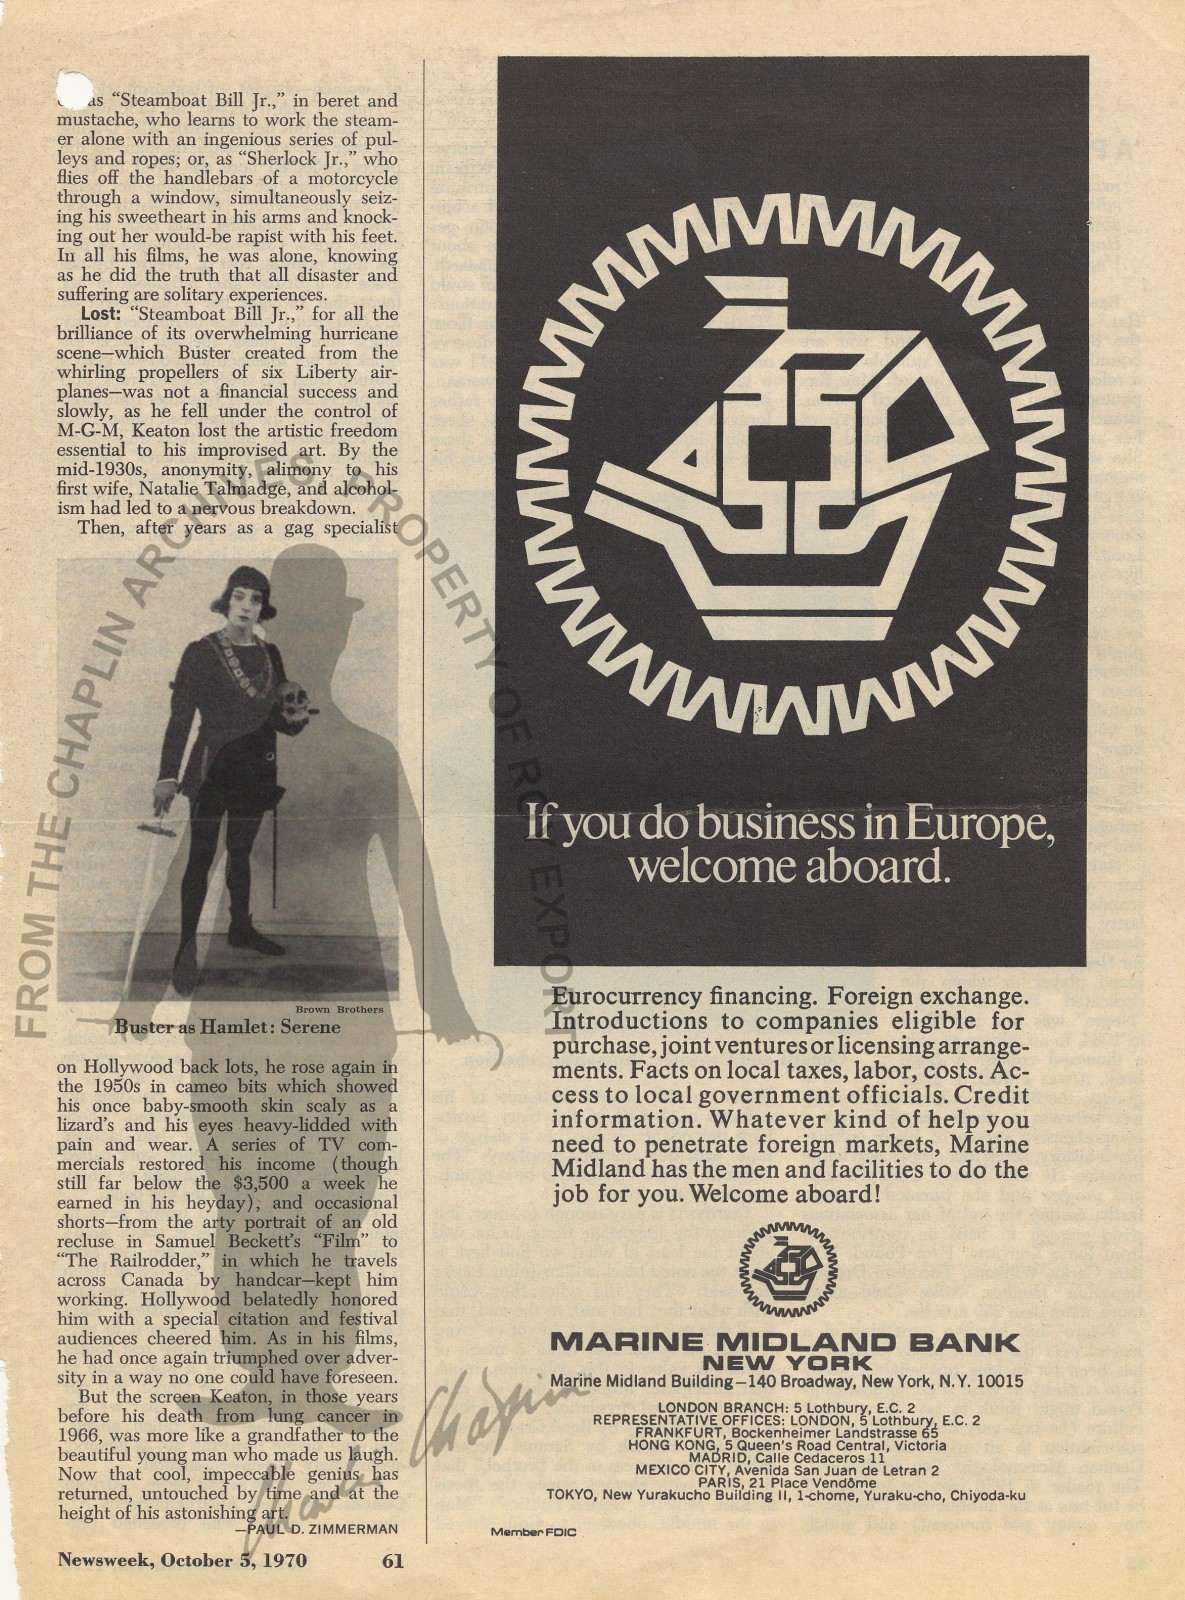 as “Steamboat Bill Jr.,” in beret and
mustache, who learns to work the steam-
er alone with an ingenious series of pul-
leys and ropes; or, as “Sherlock Jr.,” who
flies off the handlebars of a motorcycle
through a window, simultaneously seiz-
ing his sweetheart in his arms and knock-
ing out her would-be rapist with his feet.
In all his films, he was alone, knowing
as he did the truth that all disaster and
suffering are solitary experiences.
Lost: “Steamboat Bill Jr.,” for all the
brilliance of its overwhelming hurricane
scene—which Buster created from the
whirling propellers of six Liberty air-
planes—was not a financial success and
slowly, as he fell under the control of
M-G-M, Keaton lost the artistic freedom
essential to his improvised art. By the
mid-1930s, anonymity, alimony to his
first wife, Natalie Talmadge, and alcohol-
ism had led to a nervous breakdown.
Then, after years as a gag specialist
Brown Brothers
Buster as Hamlet: Serene
on Hollywood back lots, he rose again in
the 1950s in cameo bits which showed
his once baby-smooth skin scaly as a
lizard’s and his eyes heavy-lidded with
pain and wear. A series of TV com-
mercials restored his income (though
still far below the $3,500 a week he
earned in his heyday), and occasional
shorts—from the arty portrait of an old
recluse in Samuel Beckett’s “Film” to
“The Railrodder,” in which he travels
across Canada by handcar—kept him
working. Hollywood belatedly honored
him with a special citation and festival
audiences cheered him. As in his films,
he had once again triumphed over adver-
sity in a way no one could have foreseen.
But the screen Keaton, in those years
before his death from lung cancer in
1966, was more like a grandfather to the
beautiful young man who made us laugh.
Now that cool, impeccable genius has
returned, untouched by time and at the
height of his astonishing art.
—PAUL D. ZIMMERMAN
Newsweek, October 5, 1970 61
If you do business in Europe,
welcome aboard.
Eurocurrency financing. Foreign exchange.
Introductions to companies eligible for
purchase, joint ventures or licensing arrange-
ments. Facts on local taxes, labor, costs. Ac-
cess to local government officials. Credit
information. Whatever kind of help you
need to penetrate foreign markets, Marine
Midland has the men and facilities to do the
job for you. Welcome aboard!
MARINE MIDLAND BANK
NEW YORK
Marine Midland Building—140 Broadway, New York, N.Y. 10015
LONDON BRANCH: 5 Lothbury, E.C. 2
REPRESENTATIVE OFFICES: LONDON, 5 Lothbury, E.C. 2
FRANKFURT, Bockenheimer Landstrasse 65
HONG KONG, 5 Queen’s Road Central, Victoria
MADRID, Calle Cedaceros 11
MEXICO CITY, Avenida San Juan de Letran 2
PARIS, 21 Place Vendôme
TOKYO, New Yurakucho Building II, 1-chome, Yuraku-cho, Chiyoda-ku
Member FDIC
FROM THE CHAPLIN ARCHIVES PROPERTY OF ROY EXPORT
Charles Chaplin